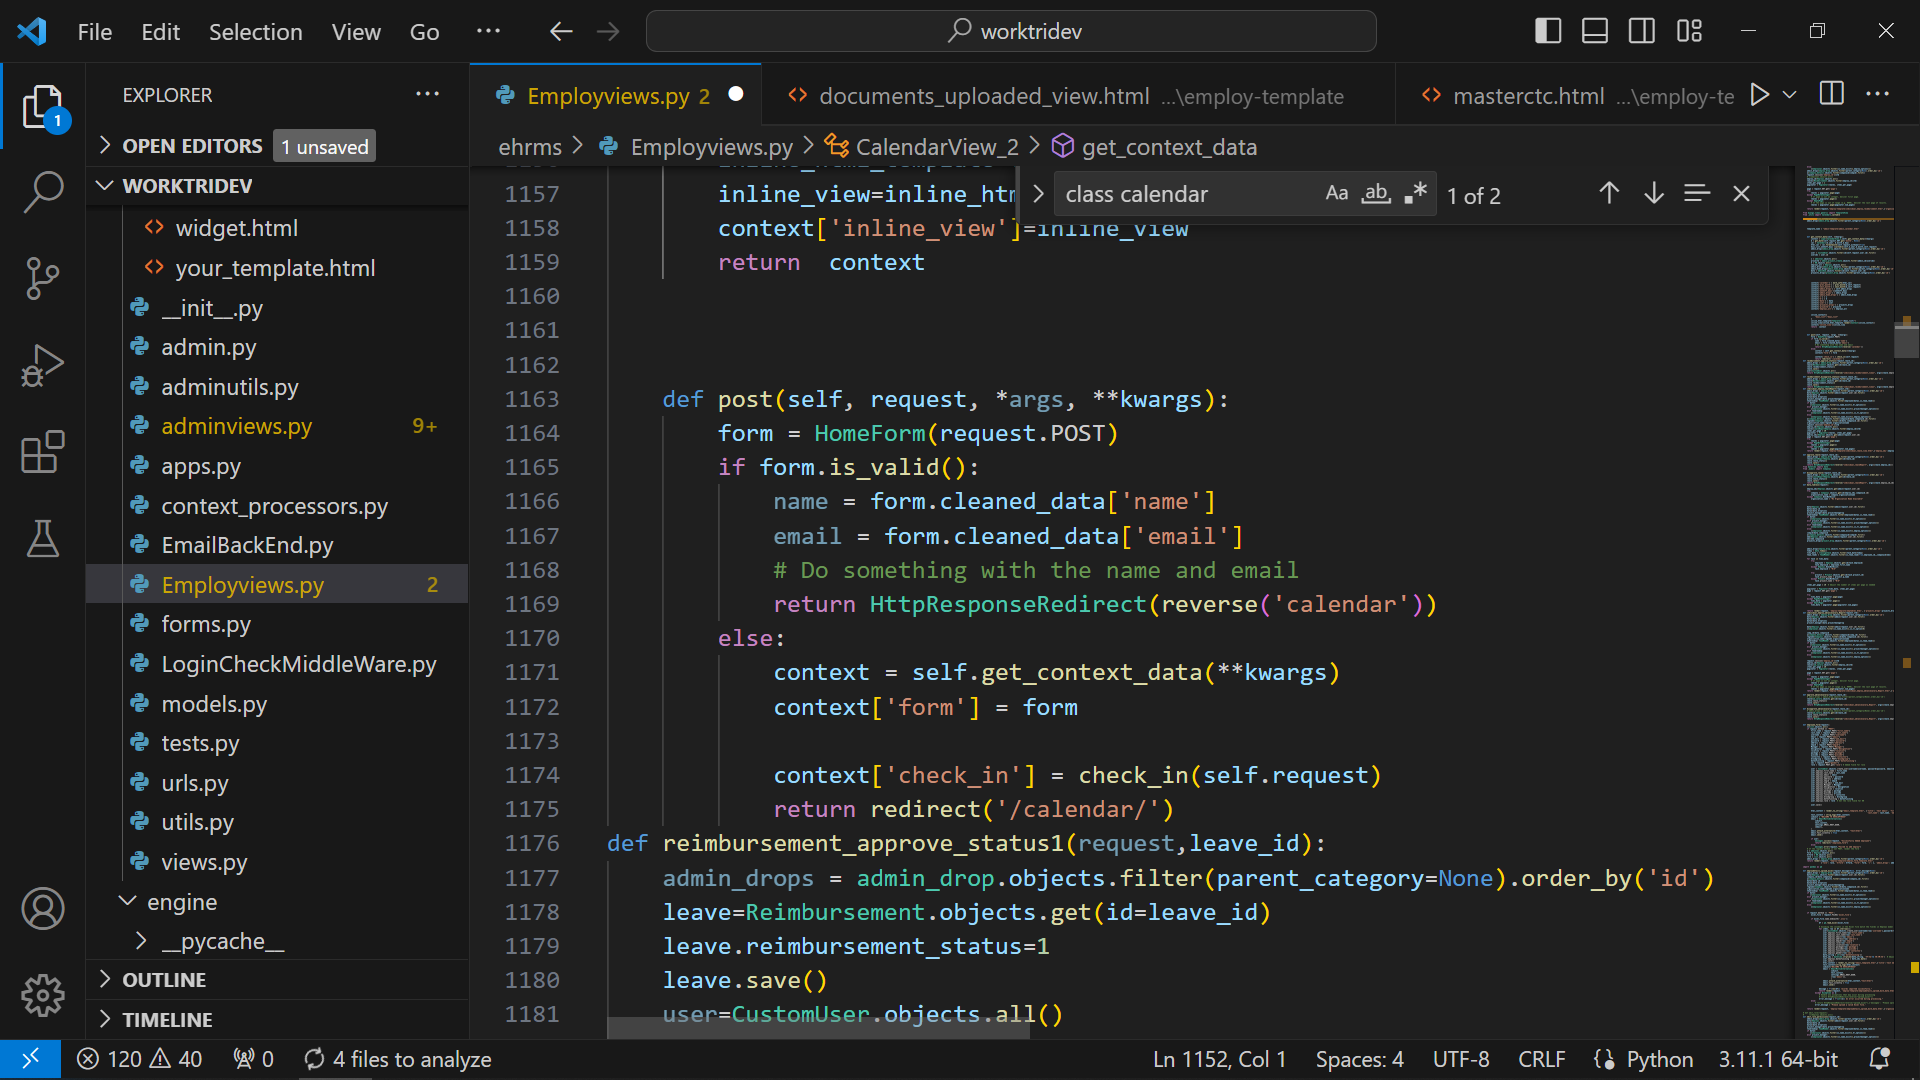 File Edit Selection View Go ··· worktridev
EXPLORER ···
1
OPEN EDITORS 1 unsaved
WORKTRIDEV
widget.html
your_template.html
__init__.py
admin.py
adminutils.py
adminviews.py 9+
apps.py
context_processors.py
EmailBackEnd.py
Employviews.py 2
forms.py
LoginCheckMiddleWare.py
models.py
tests.py
urls.py
utils.py
views.py
engine
__pycache__
OUTLINE
TIMELINE
Employviews.py 2 documents_uploaded_view.html ...\employ-template masterctc.html ...\employ-te
ehrms > Employviews.py > CalendarView_2 > get_context_data
class calendar Aa ab 1 of 2
1157 inline_view=inline_htm
1158 context['inline_view']=inline_view
1159 return  context
1160
1161
1162
1163 def post(self, request, *args, **kwargs):
1164 form = HomeForm(request.POST)
1165 if form.is_valid():
1166 name = form.cleaned_data['name']
1167 email = form.cleaned_data['email']
1168 # Do something with the name and email
1169 return HttpResponseRedirect(reverse('calendar'))
1170 else:
1171 context = self.get_context_data(**kwargs)
1172 context['form'] = form
1173
1174 context['check_in'] = check_in(self.request)
1175 return redirect('/calendar/')
1176 def reimbursement_approve_status1(request,leave_id):
1177 admin_drops = admin_drop.objects.filter(parent_category=None).order_by('id')
1178 leave=Reimbursement.objects.get(id=leave_id)
1179 leave.reimbursement_status=1
1180 leave.save()
1181 user=CustomUser.objects.all()
120 40 0 4 files to analyze Ln 1152, Col 1 Spaces: 4 UTF-8 CRLF Python 3.11.1 64-bit